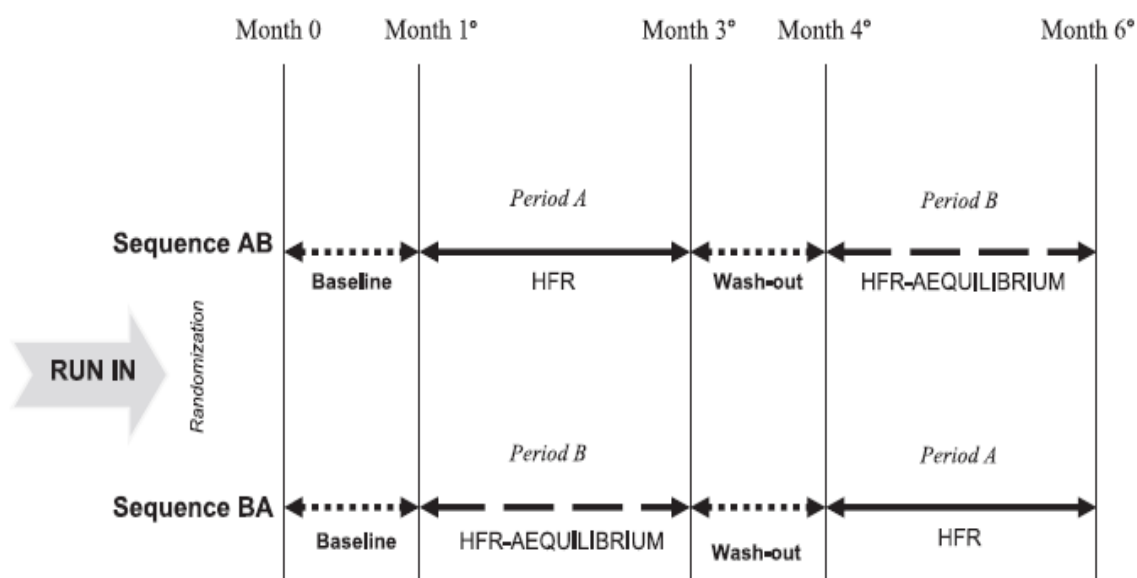 Month 0 Month 1° Month 3° Month 4° Month 6°
Period A Period B
Sequence AB
Baseline HFR Wash-out HFR-AEQUILIBRIUM
RUN IN
Randomization
Period B Period A
Sequence BA
Baseline HFR-AEQUILIBRIUM Wash-out HFR